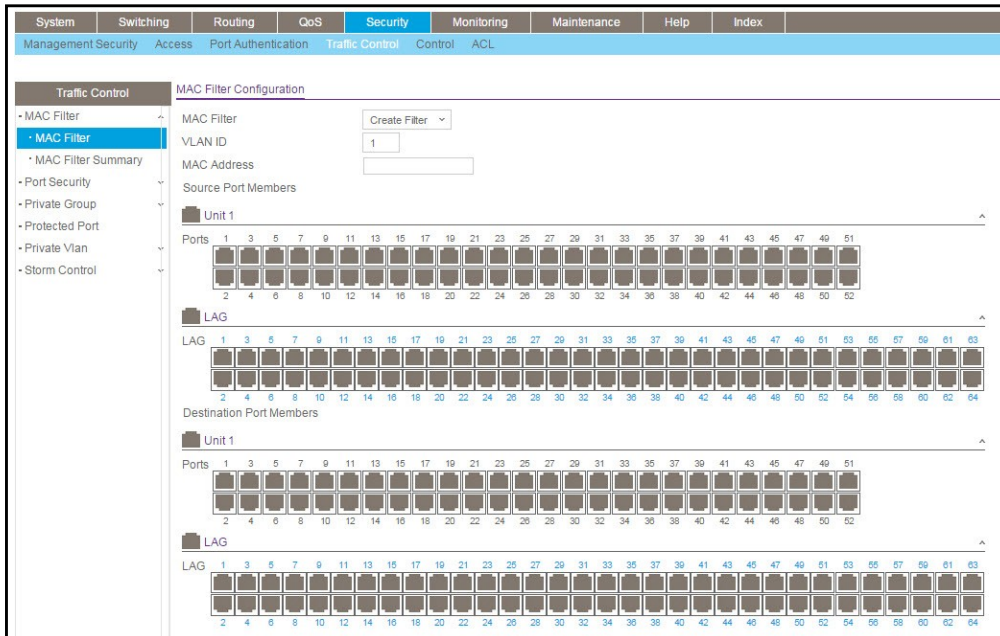 System Switching Routing QoS Security Monitoring Maintenance Help Index
Management Security Access Port Authentication Traffic Control Control ACL
Traffic Control
MAC Filter
MAC Filter
MAC Filter Summary
Port Security
Private Group
Protected Port
Private Vlan
Storm Control
MAC Filter Configuration
MAC Filter Create Filter
VLAN ID 1
MAC Address
Source Port Members
Unit 1
Ports 1 3 5 7 9 11 13 15 17 19 21 23 25 27 29 31 33 35 37 39 41 43 45 47 49 51
2 4 6 8 10 12 14 16 18 20 22 24 26 28 30 32 34 36 38 40 42 44 46 48 50 52
LAG
LAG 1 3 5 7 9 11 13 15 17 19 21 23 25 27 29 31 33 35 37 39 41 43 45 47 49 51 53 55 57 59 61 63
2 4 6 8 10 12 14 16 18 20 22 24 26 28 30 32 34 36 38 40 42 44 46 48 50 52 54 56 58 60 62 64
Destination Port Members
Unit 1
Ports 1 3 5 7 9 11 13 15 17 19 21 23 25 27 29 31 33 35 37 39 41 43 45 47 49 51
2 4 6 8 10 12 14 16 18 20 22 24 26 28 30 32 34 36 38 40 42 44 46 48 50 52
LAG
LAG 1 3 5 7 9 11 13 15 17 19 21 23 25 27 29 31 33 35 37 39 41 43 45 47 49 51 53 55 57 59 61 63
2 4 6 8 10 12 14 16 18 20 22 24 26 28 30 32 34 36 38 40 42 44 46 48 50 52 54 56 58 60 62 64